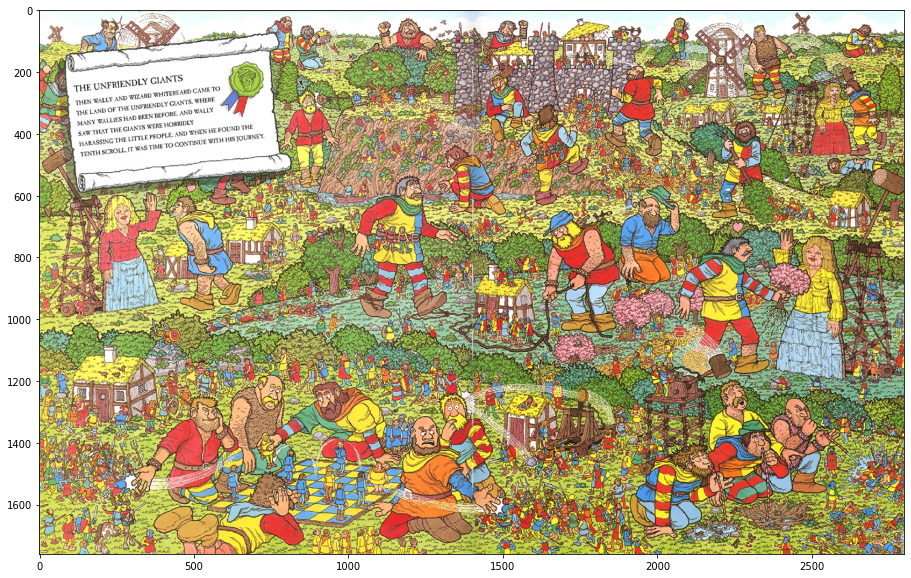 THE UNFRIENDLY GIANTS
THEN WALLY AND WIZARD WHITEBEARD CAME TO
THE LAND OF THE UNFRIENDLY GIANTS, WHERE
MANY WALLIES HAD BEEN BEFORE, AND WALLY
SAW THAT THE GIANTS WERE HORRIDLY
HARASSING THE LITTLE PEOPLE. AND WHEN HE FOUND THE
TENTH SCROLL, IT WAS TIME TO CONTINUE WITH HIS JOURNEY.
0
200
400
600
800
1000
1200
1400
1600
0 500 1000 1500 2000 2500